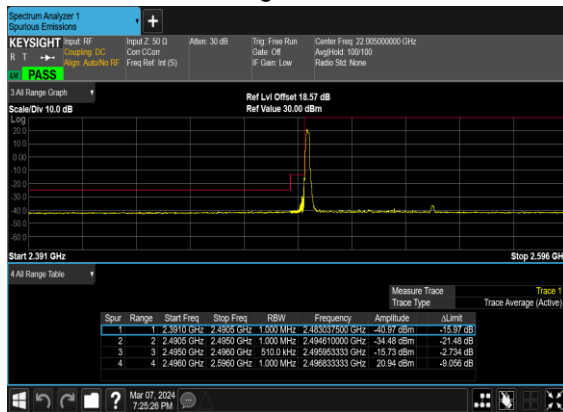 Spectrum Analyzer 1
Spurious Emissions
+
KEYSIGHT Input: RF Input Z: 50 Ω Atten: 30 dB Trig: Free Run Center Freq: 22.005000000 GHz
R T Coupling: DC Corr CCorr Gate: Off Avg|Hold: 100/100
Align: Auto/No RF Freq Ref: Int (S) IF Gain: Low Radio Std: None
PASS
3 All Range Graph
Ref Lvl Offset 18.57 dB
Scale/Div 10.0 dB Ref Value 30.00 dBm
Log
20.0
10.0
0.00
-10.0
-20.0
-30.0
-40.0
-50.0
-60.0
Start 2.391 GHz Stop 2.596 GH
4 All Range Table
Measure Trace Trace 1
Trace Type Trace Average (Active)
Spur Range Start Freq Stop Freq RBW Frequency Amplitude ΔLimit
1 1 2.3910 GHz 2.4905 GHz 1.000 MHz 2.483037500 GHz -40.97 dBm -15.97 dB
2 2 2.4905 GHz 2.4950 GHz 1.000 MHz 2.494610000 GHz -34.48 dBm -21.48 dB
3 3 2.4950 GHz 2.4960 GHz 510.0 kHz 2.495953333 GHz -15.73 dBm -2.734 dB
4 4 2.4960 GHz 2.5960 GHz 1.000 MHz 2.496833333 GHz 20.94 dBm -9.056 dB
? Mar 07, 2024
7:25:26 PM